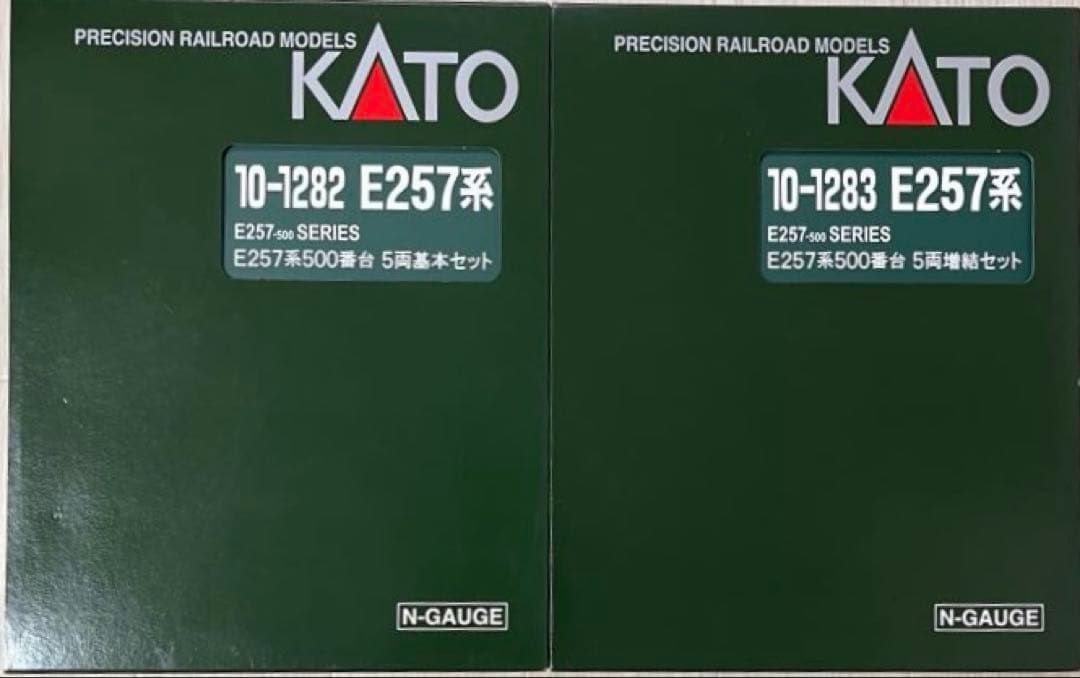 PRECISION RAILROAD MODELS
KATO
10-1282 E257系
E257-500 SERIES
E257系500番台 5両基本セット
N-GAUGE
PRECISION RAILROAD MODELS
KATO
10-1283 E257系
E257-500 SERIES
E257系500番台 5両増結セット
N-GAUGE